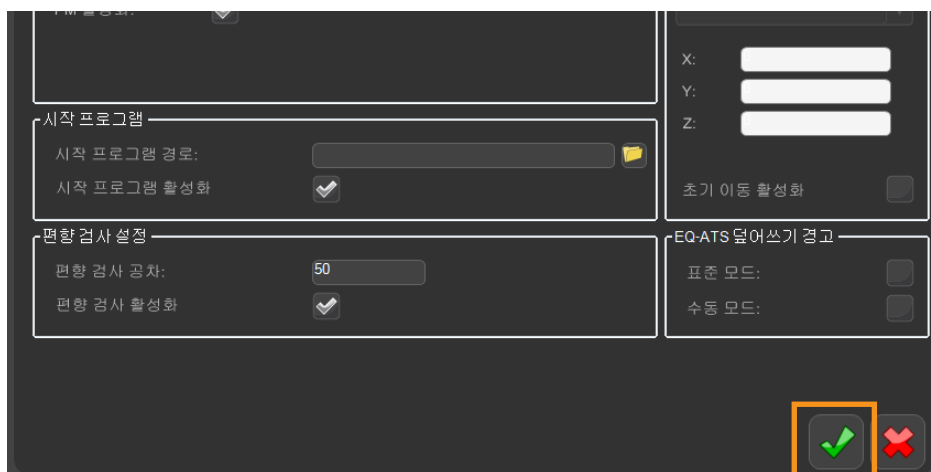 X:
Y:
Z:
시작 프로그램
시작 프로그램 경로:
시작 프로그램 활성화
초기 이동 활성화
편향 검사 설정
편향 검사 공차:
50
편향 검사 활성화
EQ-ATS 덮어쓰기 경고
표준 모드:
수동 모드: